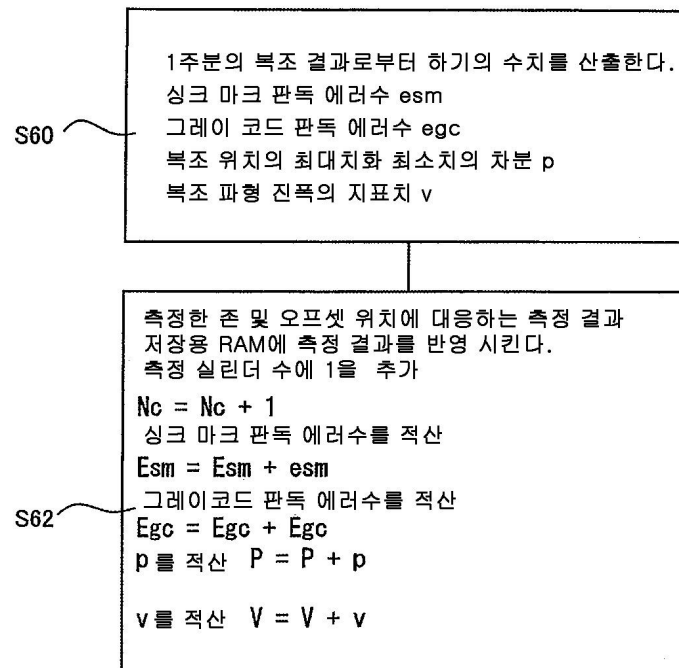 1주분의 복조 결과로부터 하기의 수치를 산출한다.
싱크 마크 판독 에러수 esm
S60
그레이 코드 판독 에러수 egc
복조 위치의 최대치화 최소치의 차분 p
복조 파형 진폭의 지표치 v
측정한 존 및 오프셋 위치에 대응하는 측정 결과
저장용 RAM에 측정 결과를 반영 시킨다.
측정 실린더 수에 1을 추가
Nc = Nc + 1
싱크 마크 판독 에러수를 적산
Esm = Esm + esm
그레이코드 판독 에러수를 적산
S62
Egc = Egc + Egc
p를 적산 P = P + p
v를 적산 V = V + v